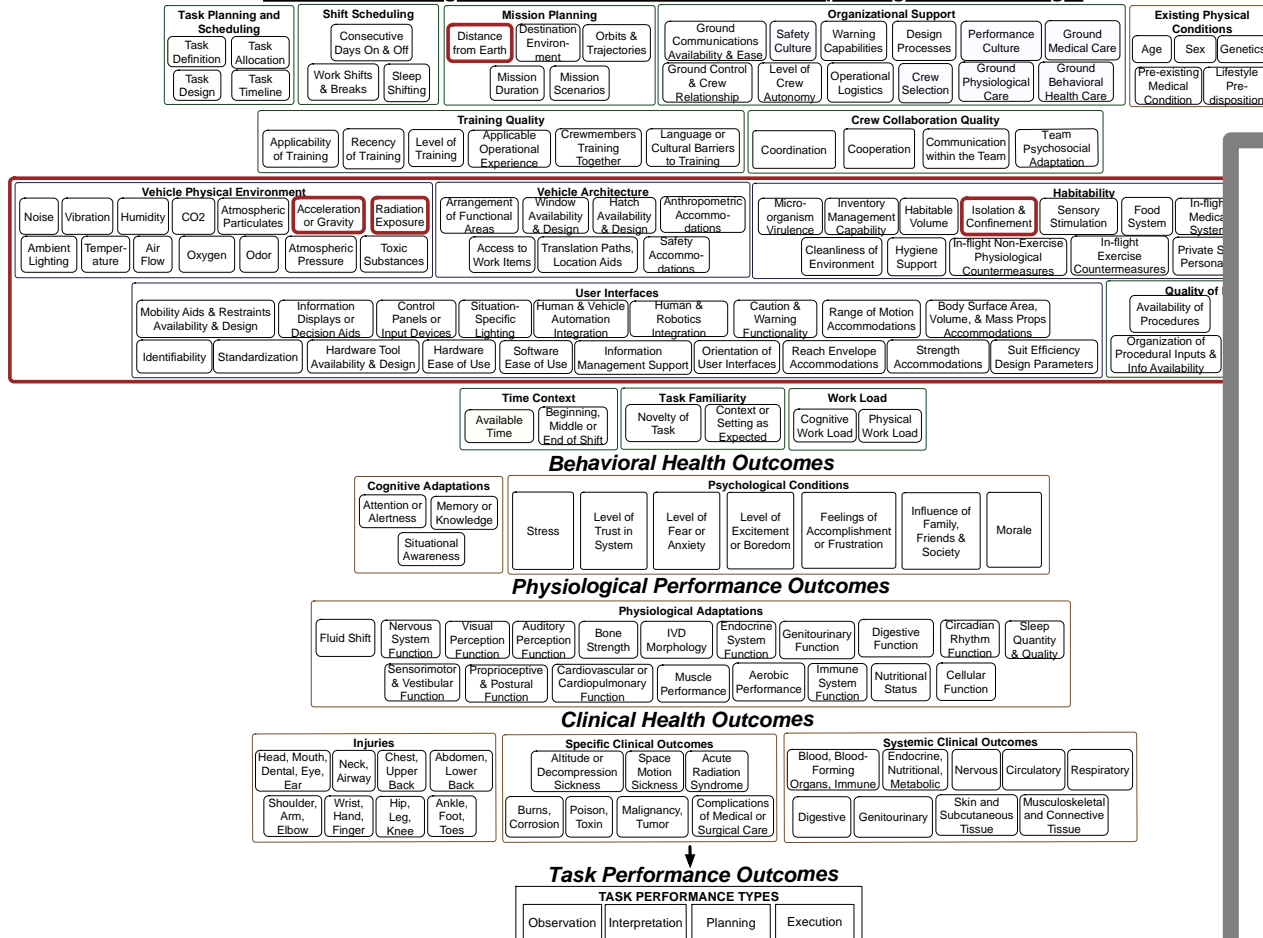 Task Planning and
Scheduling
Task
Definition
Task
Allocation
Task
Design
Task
Timeline
Shift Scheduling
Consecutive
Days On & Off
Work Shifts
& Breaks
Sleep
Shifting
Mission Planning
Distance
from Earth
Destination
Environ-
ment
Orbits &
Trajectories
Mission
Duration
Mission
Scenarios
Organizational Support
Ground
Communications
Availability & Ease
Safety
Culture
Warning
Capabilities
Design
Processes
Performance
Culture
Ground
Medical Care
Ground Control
& Crew
Relationship
Level of
Crew
Autonomy
Operational
Logistics
Crew
Selection
Ground
Physiological
Care
Ground
Behavioral
Health Care
Existing Physical
Conditions
Age
Sex
Genetics
Pre-existing
Medical
Condition
Lifestyle
Pre-
disposition
Training Quality
Applicability
of Training
Recency
of Training
Level of
Training
Applicable
Operational
Experience
Crewmembers
Training
Together
Language or
Cultural Barriers
to Training
Crew Collaboration Quality
Coordination
Cooperation
Communication
within the Team
Team
Psychosocial
Adaptation
Vehicle Physical Environment
Noise
Vibration
Humidity
CO2
Atmospheric
Particulates
Acceleration
or Gravity
Radiation
Exposure
Ambient
Lighting
Temper-
ature
Air
Flow
Oxygen
Odor
Atmospheric
Pressure
Toxic
Substances
Vehicle Architecture
Arrangement
of Functional
Areas
Window
Availability
& Design
Hatch
Availability
& Design
Anthropometric
Accommo-
dations
Access to
Work Items
Translation Paths,
Location Aids
Safety
Accommo-
dations
Habitability
Micro-
organism
Virulence
Inventory
Management
Capability
Habitable
Volume
Isolation &
Confinement
Sensory
Stimulation
Food
System
In-fligh
Medica
System
Cleanliness of
Environment
Hygiene
Support
In-flight Non-Exercise
Physiological
Countermeasures
In-flight
Exercise
Countermeasures
Private S
Persona
User Interfaces
Mobility Aids & Restraints
Availability & Design
Information
Displays or
Decision Aids
Control
Panels or
Input Devices
Situation-
Specific
Lighting
Human & Vehicle
Automation
Integration
Human &
Robotics
Integration
Caution &
Warning
Functionality
Range of Motion
Accommodations
Body Surface Area,
Volume, & Mass Props
Accommodations
Identifiability
Standardization
Hardware Tool
Availability & Design
Hardware
Ease of Use
Software
Ease of Use
Information
Management Support
Orientation of
User Interfaces
Reach Envelope
Accommodations
Strength
Accommodations
Suit Efficiency
Design Parameters
Quality of
Availability of
Procedures
Organization of
Procedural Inputs &
Info Availability
Time Context
Available
Time
Beginning,
Middle or
End of Shift
Task Familiarity
Novelty of
Task
Context or
Setting as
Expected
Work Load
Cognitive
Work Load
Physical
Work Load
Behavioral Health Outcomes
Cognitive Adaptations
Attention or
Alertness
Memory or
Knowledge
Situational
Awareness
Psychological Conditions
Stress
Level of
Trust in
System
Level of
Fear or
Anxiety
Level of
Excitement
or Boredom
Feelings of
Accomplishment
or Frustration
Influence of
Family,
Friends &
Society
Morale
Physiological Performance Outcomes
Physiological Adaptations
Fluid Shift
Nervous
System
Function
Visual
Perception
Function
Auditory
Perception
Function
Bone
Strength
IVD
Morphology
Endocrine
System
Function
Genitourinary
Function
Digestive
Function
Circadian
Rhythm
Function
Sleep
Quantity
& Quality
Sensorimotor
& Vestibular
Function
Proprioceptive
& Postural
Function
Cardiovascular or
Cardiopulmonary
Function
Muscle
Performance
Aerobic
Performance
Immune
System
Function
Nutritional
Status
Cellular
Function
Clinical Health Outcomes
Injuries
Head, Mouth,
Dental, Eye,
Ear
Neck,
Airway
Chest,
Upper
Back
Abdomen,
Lower
Back
Shoulder,
Arm,
Elbow
Wrist,
Hand,
Finger
Hip,
Leg,
Knee
Ankle,
Foot,
Toes
Specific Clinical Outcomes
Altitude or
Decompression
Sickness
Space
Motion
Sickness
Acute
Radiation
Syndrome
Burns,
Corrosion
Poison,
Toxin
Malignancy,
Tumor
Complications
of Medical or
Surgical Care
Systemic Clinical Outcomes
Blood, Blood-
Forming
Organs, Immune
Endocrine,
Nutritional,
Metabolic
Nervous
Circulatory
Respiratory
Digestive
Genitourinary
Skin and
Subcutaneous
Tissue
Musculoskeletal
and Connective
Tissue
Task Performance Outcomes
TASK PERFORMANCE TYPES
Observation
Interpretation
Planning
Execution